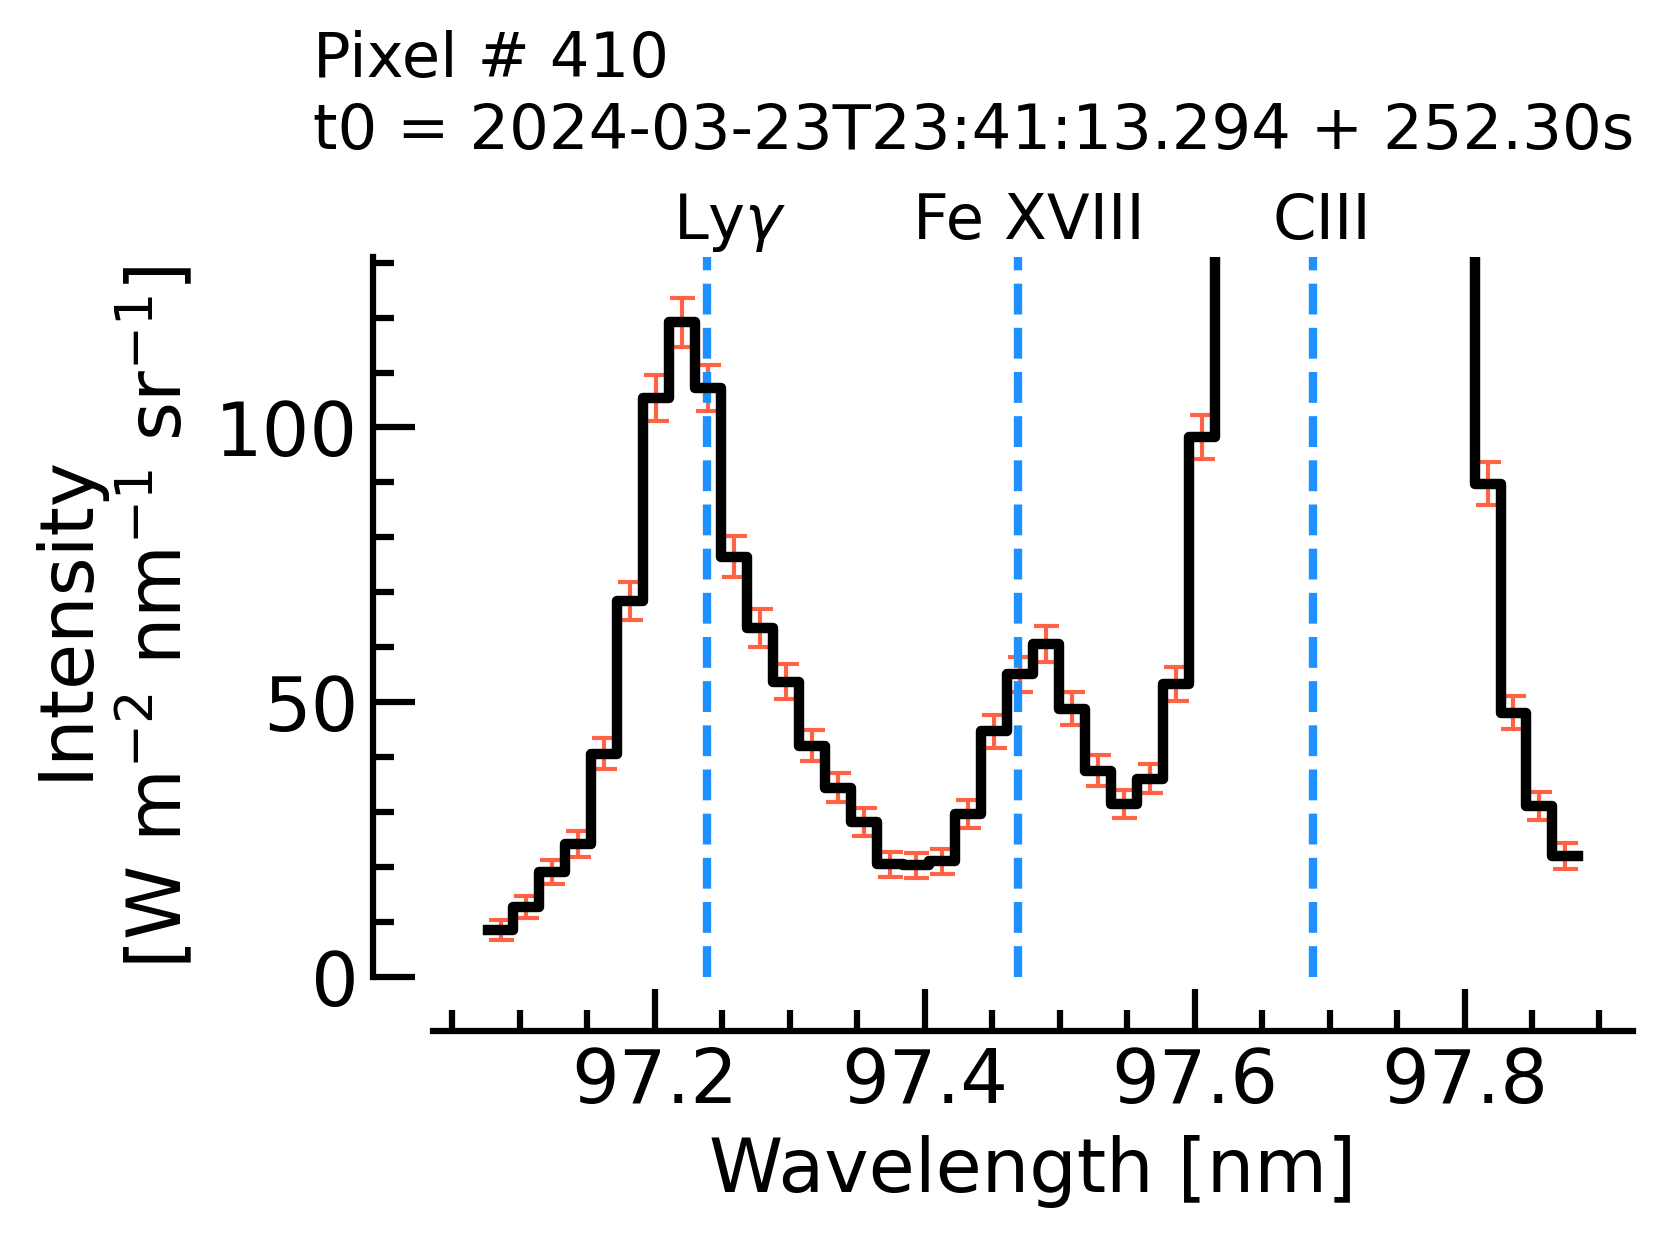 Pixel # 410
t0 = 2024-03-23T23:41:13.294 + 252.30s
Lyγ Fe XVIII CIII
Intensity
[W m⁻² nm⁻¹ sr⁻¹]
100
50
0
97.2 97.4 97.6 97.8
Wavelength [nm]